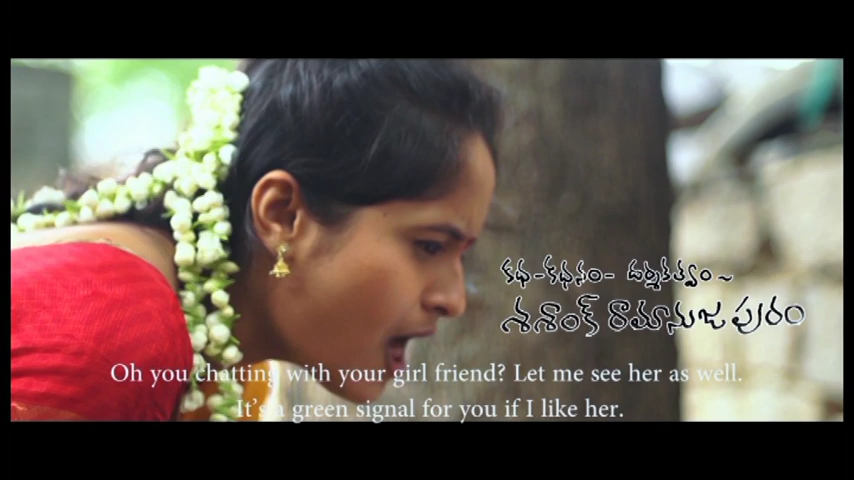 కథ-కథనం- దర్శకత్వం ~
శశాంక్ రామానుజపురం
Oh you chatting with your girl friend? Let me see her as well.
It's a green signal for you if I like her.